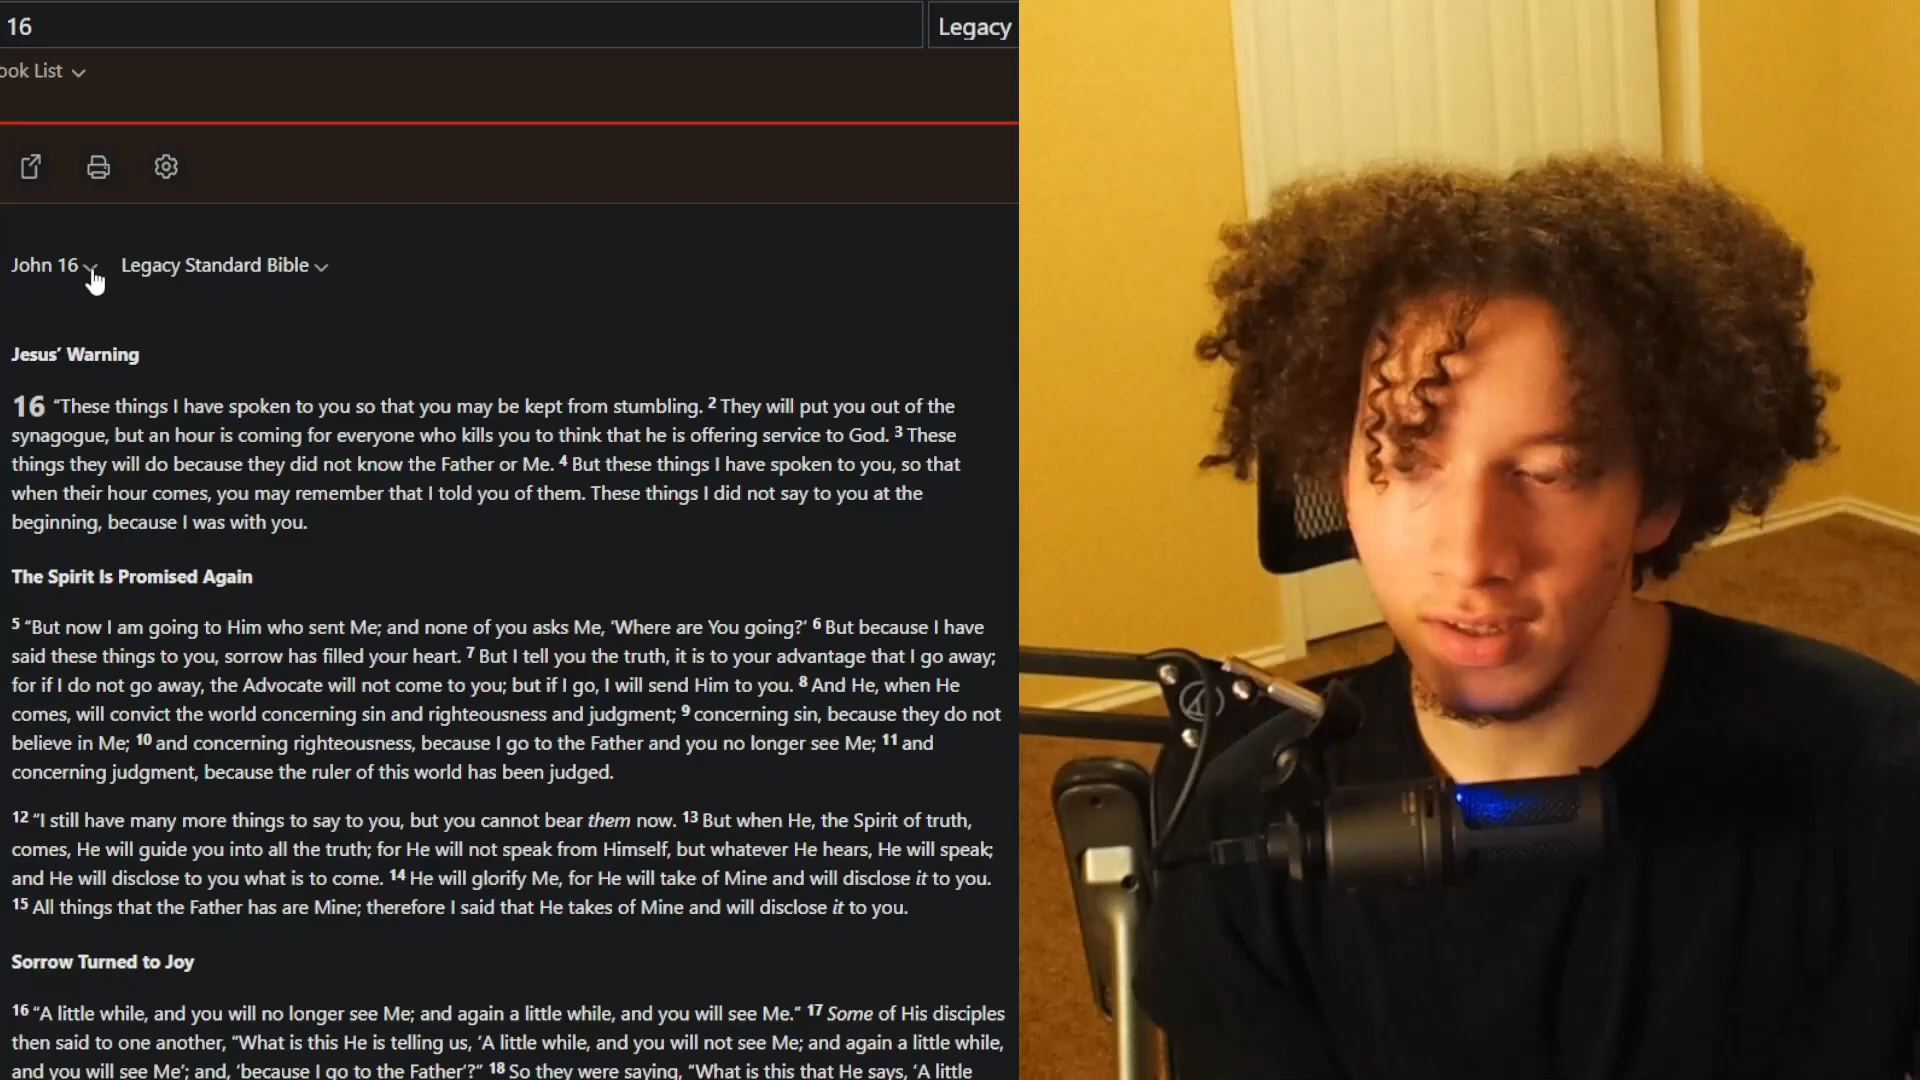 16
Legacy
ook List
John 16
Legacy Standard Bible
Jesus’ Warning
16 “These things I have spoken to you so that you may be kept from stumbling. 2 They will put you out of the
synagogue, but an hour is coming for everyone who kills you to think that he is offering service to God. 3 These
things they will do because they did not know the Father or Me. 4 But these things I have spoken to you, so that
when their hour comes, you may remember that I told you of them. These things I did not say to you at the
beginning, because I was with you.
The Spirit Is Promised Again
5 “But now I am going to Him who sent Me; and none of you asks Me, ‘Where are You going?’ 6 But because I have
said these things to you, sorrow has filled your heart. 7 But I tell you the truth, it is to your advantage that I go away;
for if I do not go away, the Advocate will not come to you; but if I go, I will send Him to you. 8 And He, when He
comes, will convict the world concerning sin and righteousness and judgment; 9 concerning sin, because they do not
believe in Me; 10 and concerning righteousness, because I go to the Father and you no longer see Me; 11 and
concerning judgment, because the ruler of this world has been judged.
12 “I still have many more things to say to you, but you cannot bear them now. 13 But when He, the Spirit of truth,
comes, He will guide you into all the truth; for He will not speak from Himself, but whatever He hears, He will speak;
and He will disclose to you what is to come. 14 He will glorify Me, for He will take of Mine and will disclose it to you.
15 All things that the Father has are Mine; therefore I said that He takes of Mine and will disclose it to you.
Sorrow Turned to Joy
16 “A little while, and you will no longer see Me; and again a little while, and you will see Me.” 17 Some of His disciples
then said to one another, “What is this He is telling us, ‘A little while, and you will not see Me; and again a little while,
and you will see Me’; and, ‘because I go to the Father’?” 18 So they were saying, “What is this that He says, ‘A little